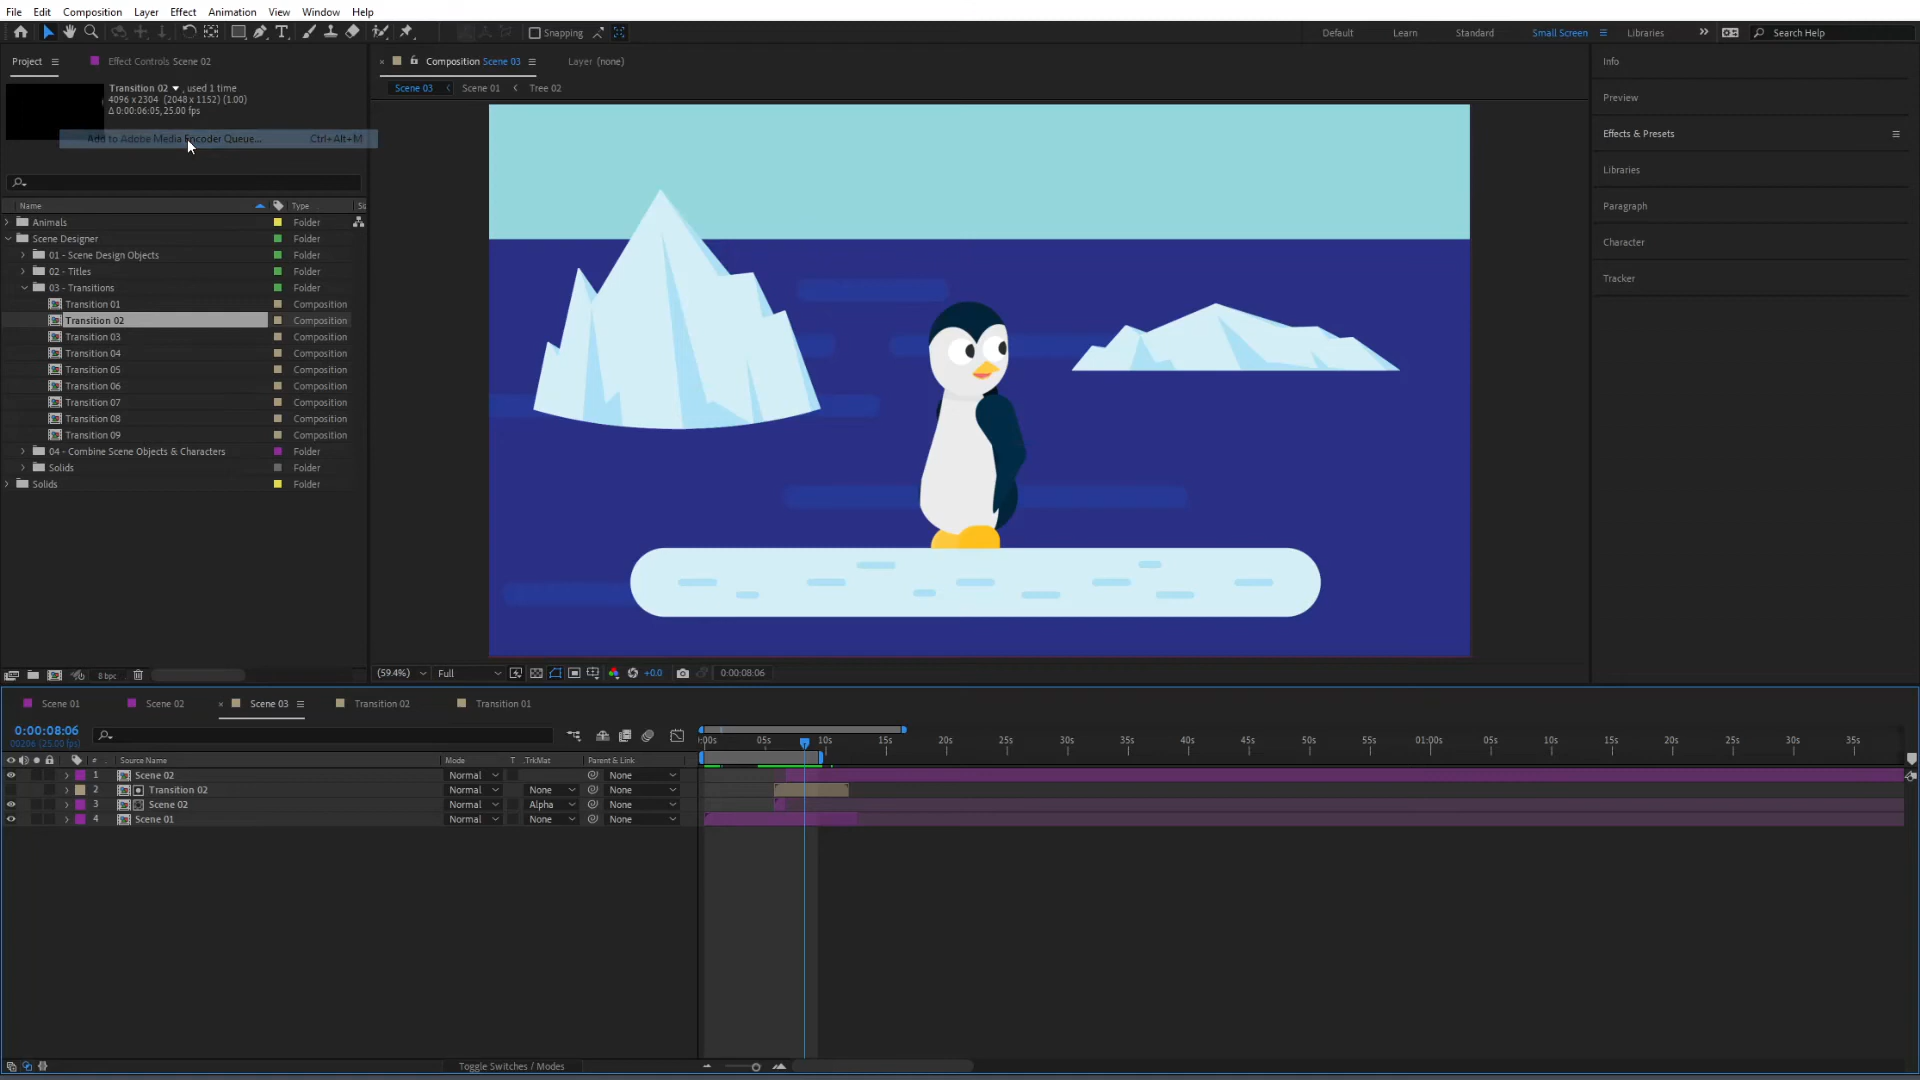 File Edit Composition Layer Effect Animation View Window Help
Snapping Default Learn Standard Small Screen Libraries Search Help
Project Effect Controls Scene 02 Composition Scene 03 Layer (none) Info
Scene 03 Scene 01 Tree 02
Transition 02, used 1 time
4096 x 2304 (2048 x 1152) (1.00)
Δ 0:00:06:05, 25.00 fps
Add to Adobe Media Encoder Queue... Ctrl+Alt+M
Preview
Effects & Presets
Libraries
Paragraph
Character
Tracker
Name Type
Animals Folder
Scene Designer Folder
01 - Scene Design Objects Folder
02 - Titles Folder
03 - Transitions Folder
Transition 01 Composition
Transition 02 Composition
Transition 03 Composition
Transition 04 Composition
Transition 05 Composition
Transition 06 Composition
Transition 07 Composition
Transition 08 Composition
Transition 09 Composition
04 - Combine Scene Objects & Characters Folder
Solids Folder
Solids Folder
8 bpc (59.4%) Full +0.0 0:00:08:06
Scene 01 Scene 02 Scene 03 Transition 02 Transition 01
0:00:08:06
00206 (25.00 fps)
:00s 05s 10s 15s 20s 25s 30s 35s 40s 45s 50s 55s 01:00s 05s 10s 15s 20s 25s 30s 35s
# Source Name Mode T .TrkMat Parent & Link
1 Scene 02 Normal None
2 Transition 02 Normal None None
3 Scene 02 Normal Alpha None
4 Scene 01 Normal None None
Toggle Switches / Modes